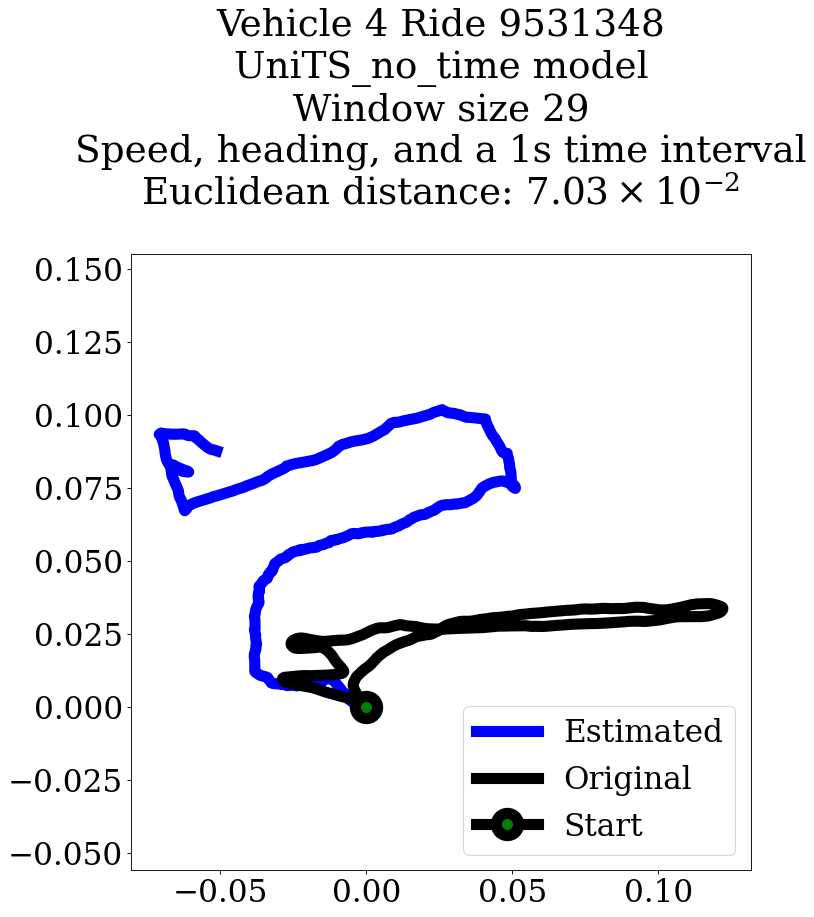 Vehicle 4 Ride 9531348
UniTS_no_time model
Window size 29
Speed, heading, and a 1s time interval
Euclidean distance: 7.03 × 10⁻²
0.150
0.125
0.100
0.075
0.050
0.025
0.000
−0.025
−0.050
−0.05 0.00 0.05 0.10
Estimated
Original
Start